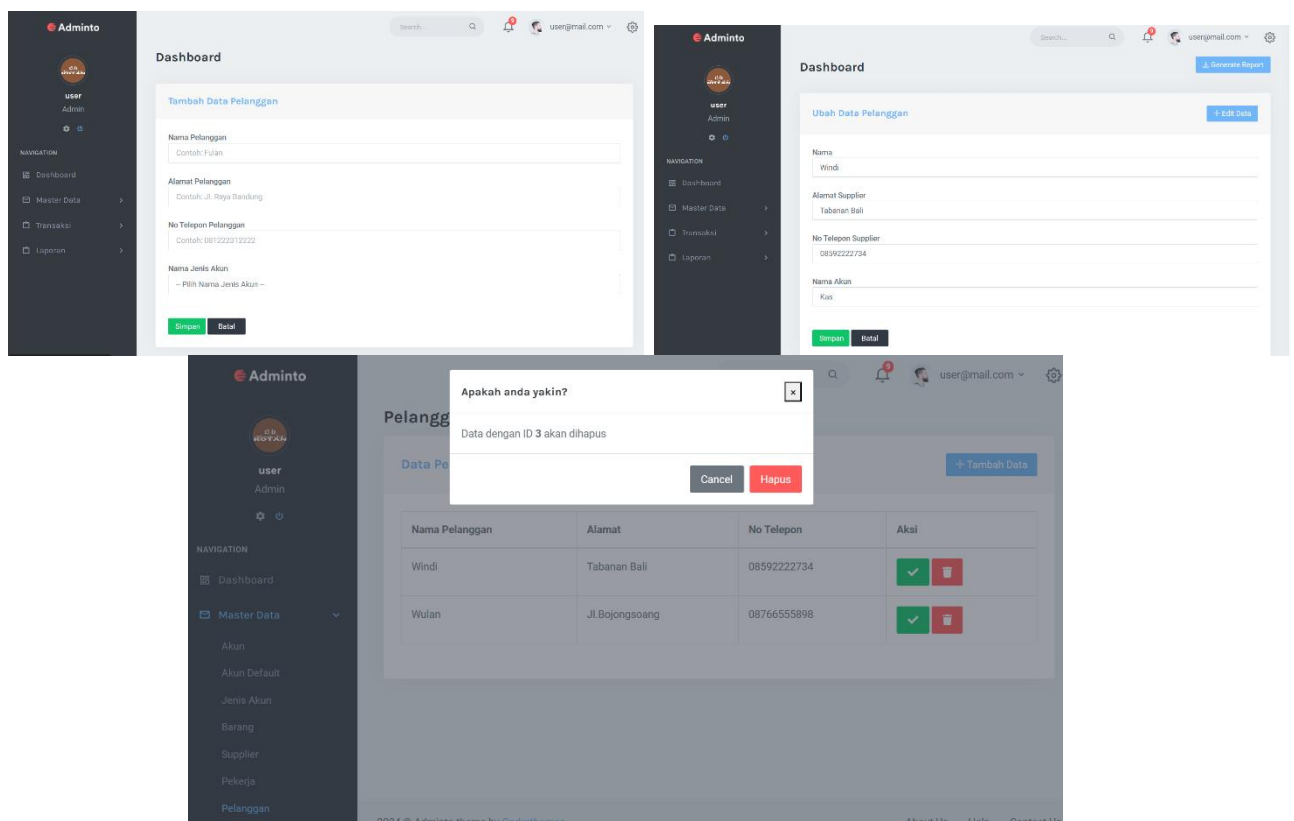 Adminto
Search...
9
user@mail.com
Dashboard
user
Admin
Tambah Data Pelanggan
NAVIGATION
Dashboard
Master Data
Transaksi
Laporan
Nama Pelanggan
Contoh: Fulan
Alamat Pelanggan
Contoh: Jl. Raya Bandung
No Telepon Pelanggan
Contoh: 081222312222
Nama Jenis Akun
-- Pilih Nama Jenis Akun --
Simpan
Batal
Adminto
Search...
9
user@mail.com
Dashboard
Generate Report
user
Admin
Ubah Data Pelanggan
+ Edit Data
NAVIGATION
Dashboard
Master Data
Transaksi
Laporan
Nama
Windi
Alamat Supplier
Tabanan Bali
No Telepon Supplier
08592222734
Nama Akun
Kas
Simpan
Batal
Adminto
9
user@mail.com
Apakah anda yakin?
x
Data dengan ID 3 akan dihapus
Cancel
Hapus
Pelangg
Data Pe
+ Tambah Data
user
Admin
NAVIGATION
Dashboard
Master Data
Akun
Akun Default
Jenis Akun
Barang
Supplier
Pekerja
Pelanggan
Nama Pelanggan Alamat No Telepon Aksi
Windi Tabanan Bali 08592222734
Wulan Jl.Bojongsoang 08766555898